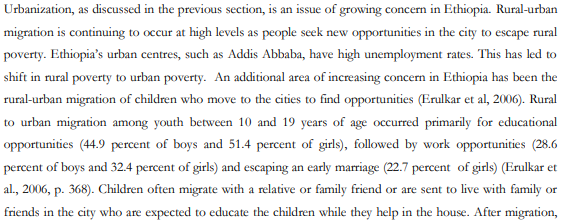 Urbanization, as discussed in the previous section, is an issue of growing concern in Ethiopia. Rural-urban
migration is continuing to occur at high levels as people seek new opportunities in the city to escape rural
poverty. Ethiopia's urban centres, such as Addis Abbaba, have high unemployment rates. This has led to
shift in rural poverty to urban poverty. An additional area of increasing concern in Ethiopia has been the
rural-urban migration of children who move to the cities to find opportunities (Erulkar et al, 2006). Rural
to urban migration among youth between 10 and 19 years of age occurred primarily for educational
opportunities (44.9 percent of boys and 51.4 percent of girls), followed by work opportunities (28.6
percent of boys and 32.4 percent of girls) and escaping an early marriage (22.7 percent of girls) (Erulkar et
al., 2006, p. 368). Children often migrate with a relative or family friend or are sent to live with family or
friends in the city who are expected to educate the children while they help in the house. After migration,